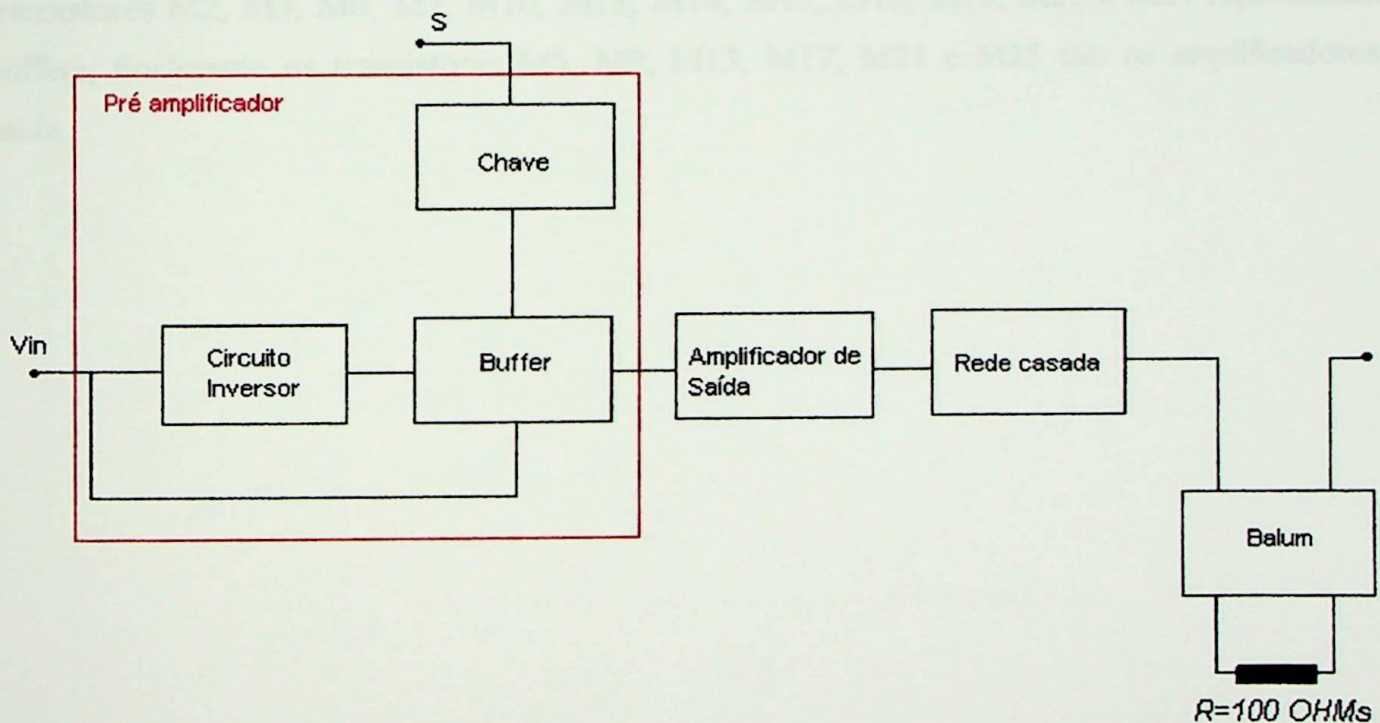 S
Pré amplificador
Chave
Vin
Circuito
Inversor
Buffer
Amplificador de
Saída
Rede casada
Balum
R=100 OHMs